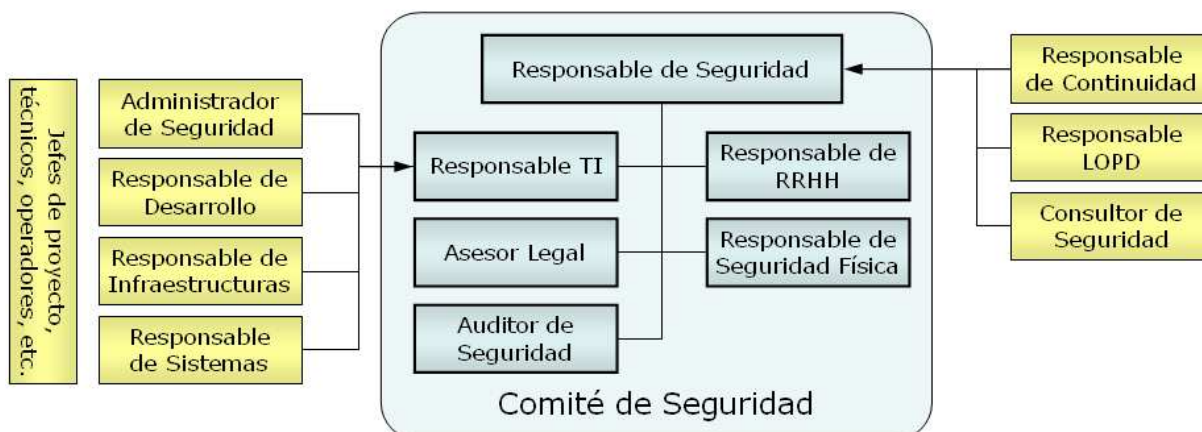 Jefes de proyecto,
técnicos, operadores, etc.
Administrador
de Seguridad
Responsable de
Desarrollo
Responsable de
Infraestructuras
Responsable
de Sistemas
Responsable de Seguridad
Responsable TI
Responsable de
RRHH
Asesor Legal
Responsable de
Seguridad Física
Auditor de
Seguridad
Comité de Seguridad
Responsable
de Continuidad
Responsable
LOPD
Consultor de
Seguridad